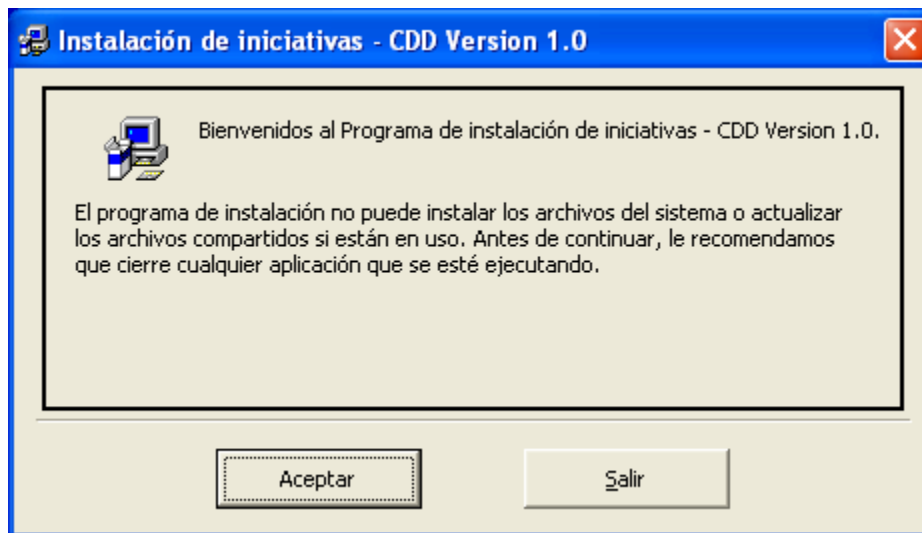 Instalación de iniciativas - CDD Version 1.0
Bienvenidos al Programa de instalación de iniciativas - CDD Version 1.0.
El programa de instalación no puede instalar los archivos del sistema o actualizar
los archivos compartidos si están en uso. Antes de continuar, le recomendamos
que cierre cualquier aplicación que se esté ejecutando.
Aceptar
Salir